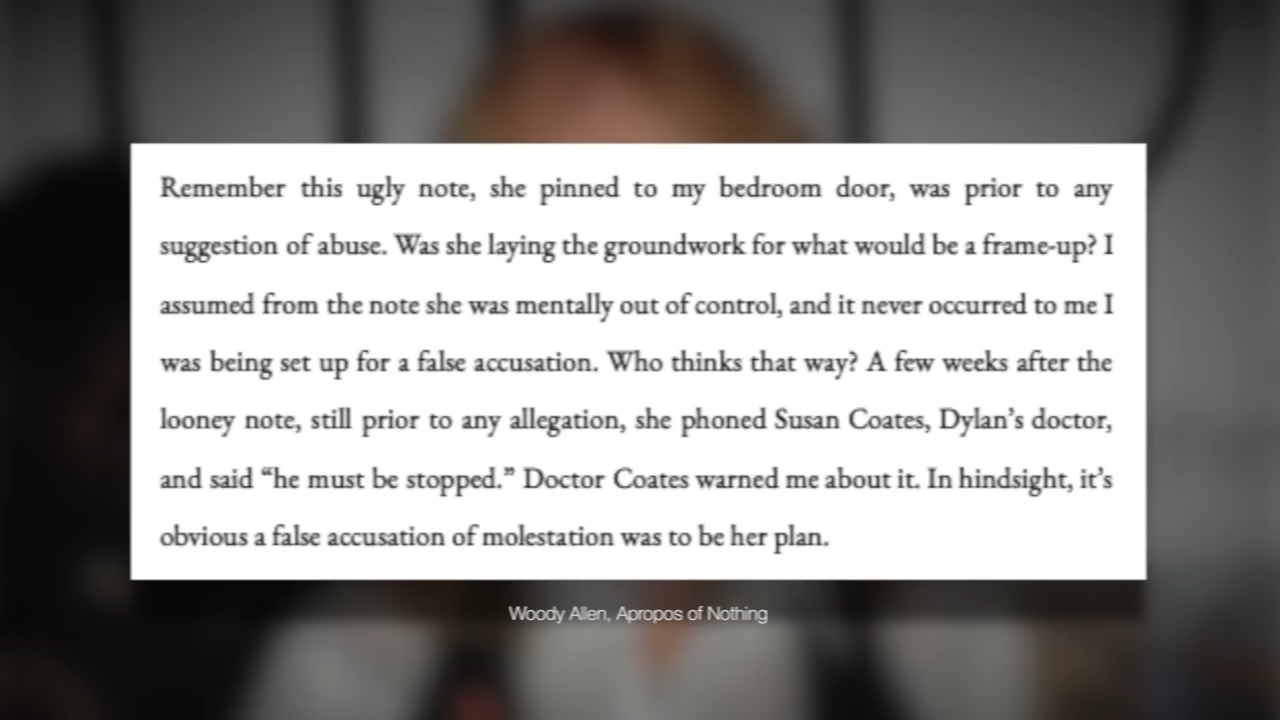 Remember this ugly note, she pinned to my bedroom door, was prior to any
suggestion of abuse. Was she laying the groundwork for what would be a frame-up? I
assumed from the note she was mentally out of control, and it never occurred to me I
was being set up for a false accusation. Who thinks that way? A few weeks after the
looney note, still prior to any allegation, she phoned Susan Coates, Dylan’s doctor,
and said “he must be stopped.” Doctor Coates warned me about it. In hindsight, it’s
obvious a false accusation of molestation was to be her plan.
Woody Allen, Apropos of Nothing